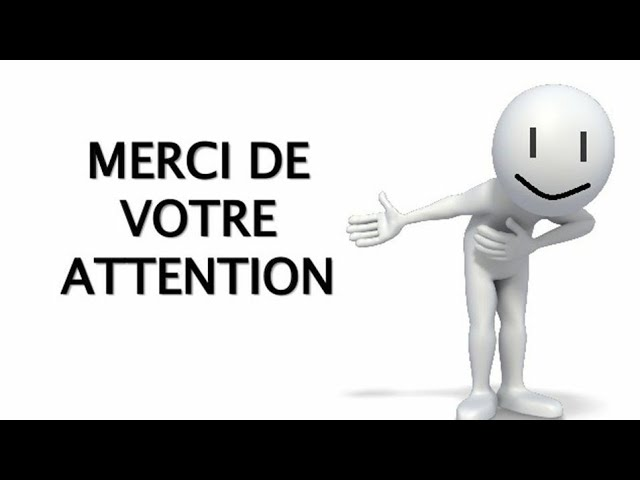 MERCI DE
VOTRE
ATTENTION